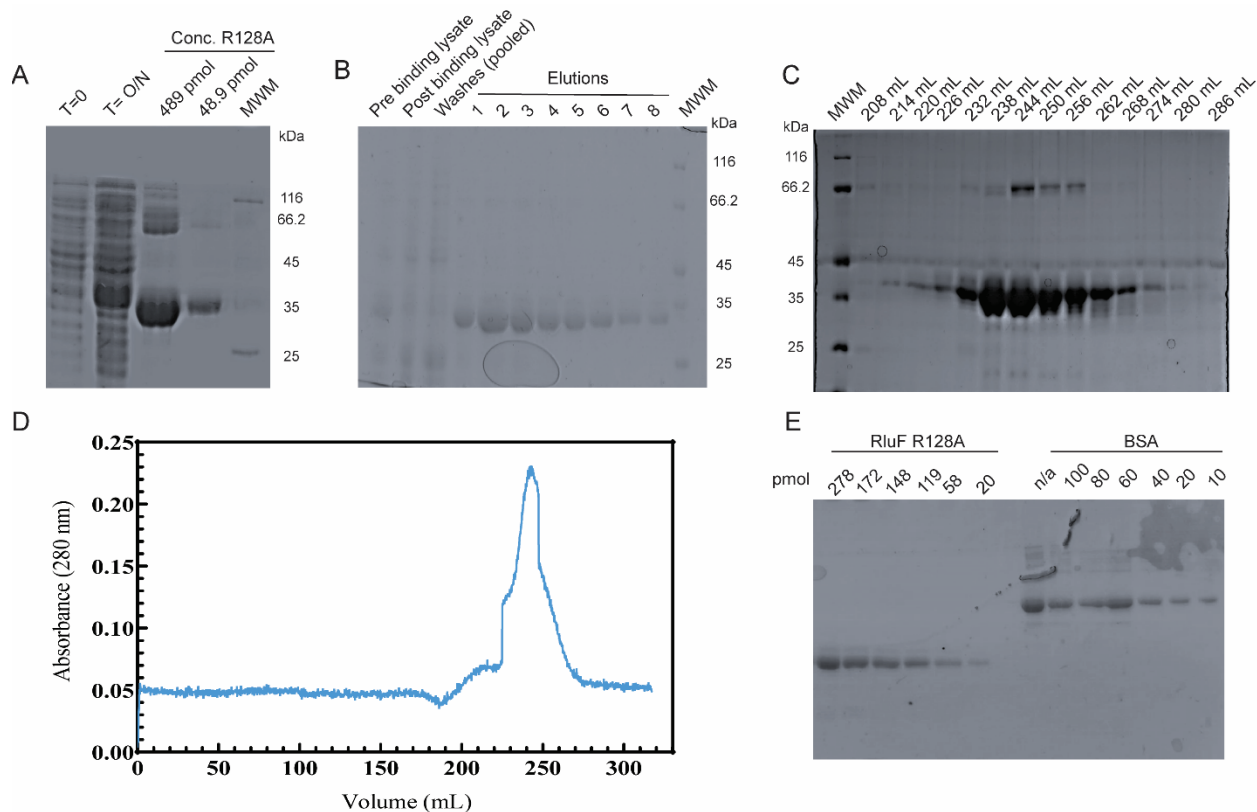 A
Conc. R128A
T=0
T= O/N
489 pmol
48.9 pmol
MWM
kDa
116
66.2
45
35
25
B
Pre binding lysate
Post binding lysate
Washes (pooled)
Elutions
1 2 3 4 5 6 7 8
MWM
kDa
116
66.2
45
35
25
C
MWM
208 mL
214 mL
220 mL
226 mL
232 mL
238 mL
244 mL
250 mL
256 mL
262 mL
268 mL
274 mL
280 mL
286 mL
kDa
116
66.2
45
35
25
D
Absorbance (280 nm)
0.25
0.20
0.15
0.10
0.05
0.00
0 50 100 150 200 250 300
Volume (mL)
E
RluF R128A
BSA
pmol
278 172 148 119 58 20 n/a 100 80 60 40 20 10